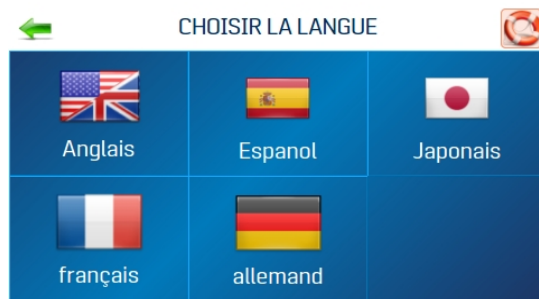 CHOISIR LA LANGUE
Anglais
Espanol
Japonais
français
allemand